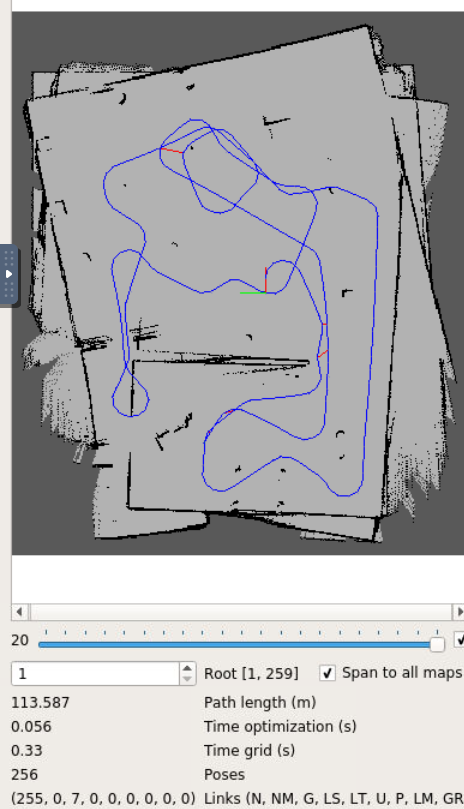 20
1 Root [1, 259] Span to all maps
113.587 Path length (m)
0.056 Time optimization (s)
0.33 Time grid (s)
256 Poses
(255, 0, 7, 0, 0, 0, 0, 0, 0) Links (N, NM, G, LS, LT, U, P, LM, GR